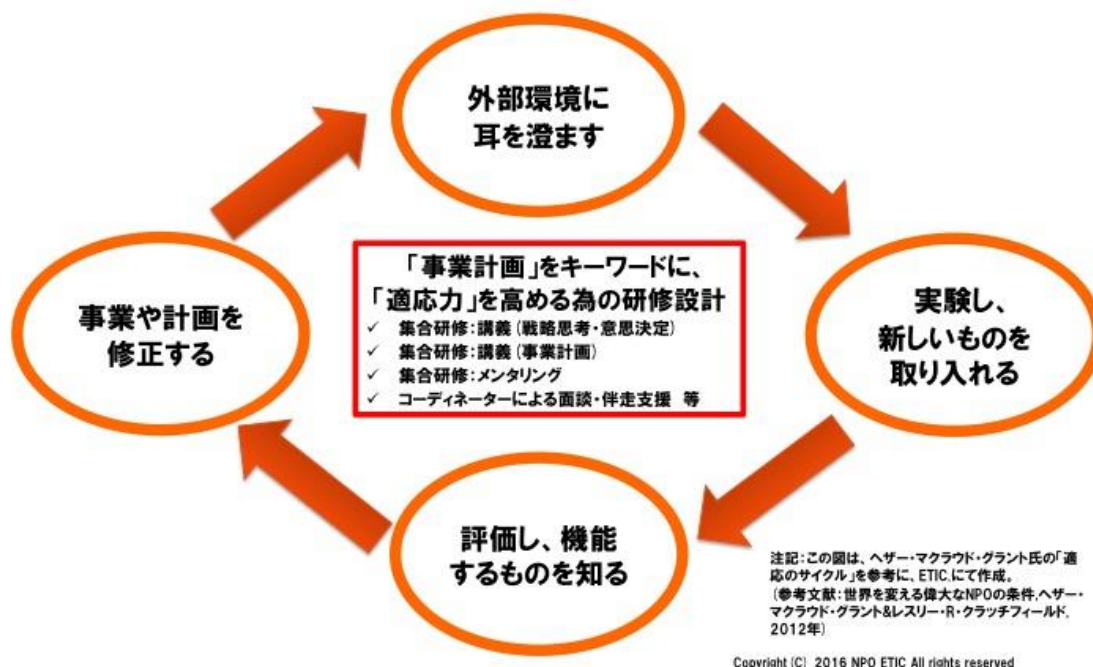 外部環境に
耳を澄ます
実験し、
新しいものを
取り入れる
評価し、機能
するものを知る
事業や計画を
修正する
「事業計画」をキーワードに、
「適応力」を高める為の研修設計
✓ 集合研修:講義(戦略思考・意思決定)
✓ 集合研修:講義(事業計画)
✓ 集合研修:メンタリング
✓ コーディネーターによる面談・伴走支援 等
注記:この図は、ヘザー・マクラウド・グラント氏の「適
応のサイクル」を参考に、ETIC.にて作成。
(参考文献:世界を変える偉大なNPOの条件,ヘザー・
マクラウド・グラント&レスリー・R・クラッチフィールド,
2012年)
Copyright (C) 2016 NPO ETIC All rights reserved